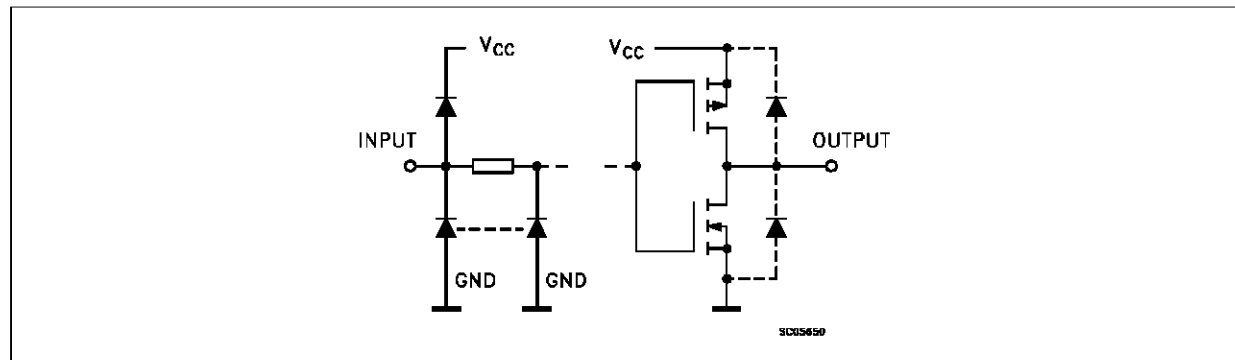 VCC
VCC
INPUT
OUTPUT
GND
GND
SC05650